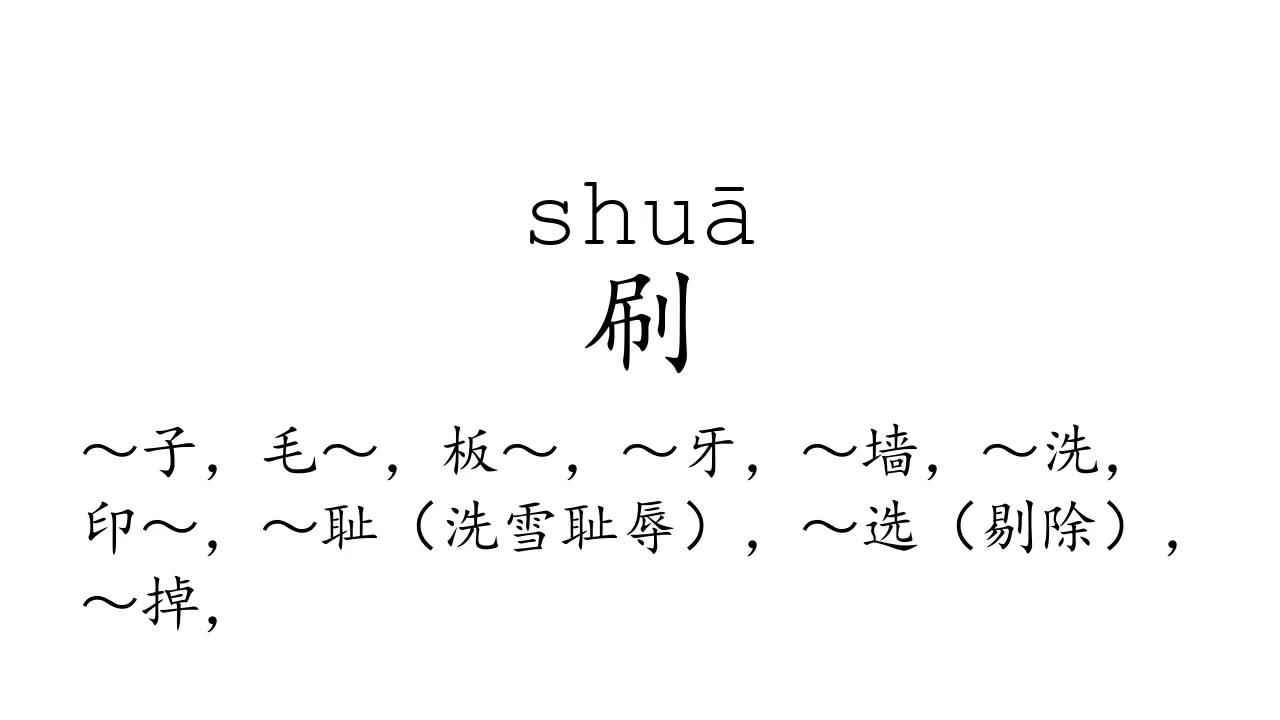 shuā
刷
～子，毛～，板～，～牙，～墙，～洗，
印～，～耻（洗雪耻辱），～选（剔除），
～掉，